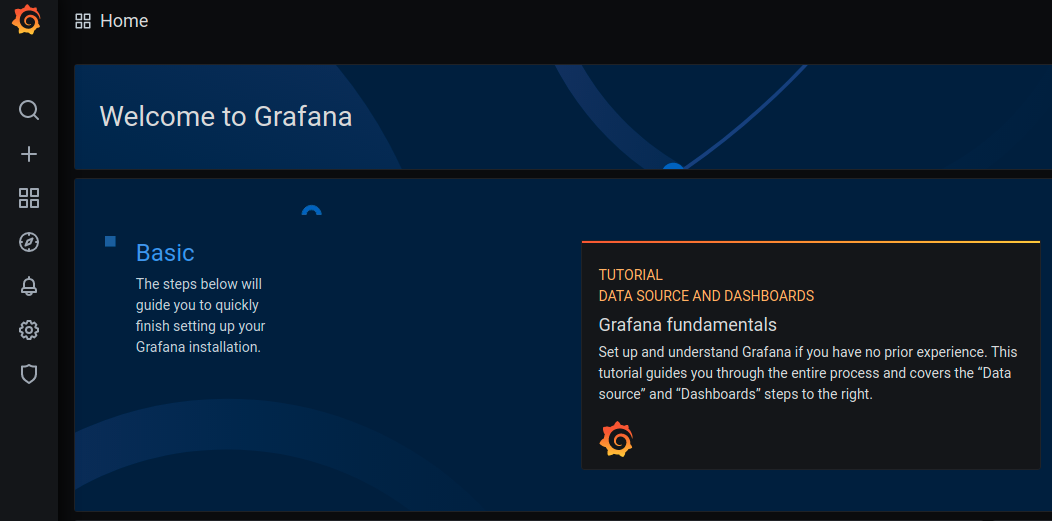 Home
Welcome to Grafana
Basic
The steps below will
guide you to quickly
finish setting up your
Grafana installation.
TUTORIAL
DATA SOURCE AND DASHBOARDS
Grafana fundamentals
Set up and understand Grafana if you have no prior experience. This
tutorial guides you through the entire process and covers the “Data
source” and “Dashboards” steps to the right.